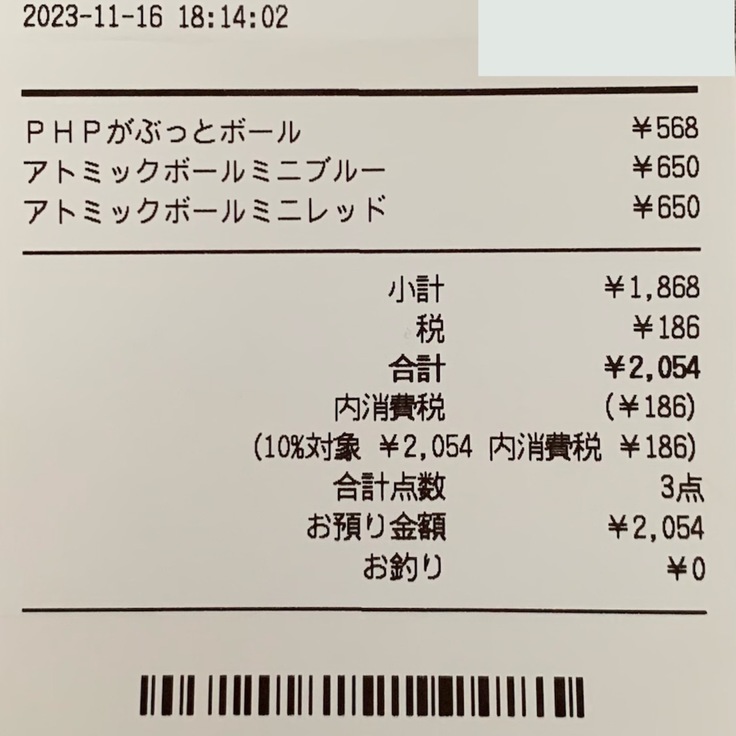 2023-11-16 18:14:02
PHPがぶっとボール ¥568
アトミックボールミニブルー ¥650
アトミックボールミニレッド ¥650
小計 ¥1,868
税 ¥186
合計 ¥2,054
内消費税 (¥186)
(10%対象 ¥2,054 内消費税 ¥186)
合計点数 3点
お預り金額 ¥2,054
お釣り ¥0